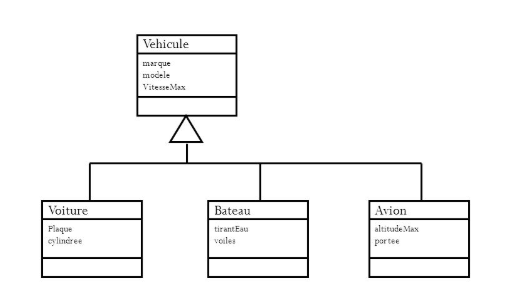 Vehicule
marque
modele
VitesseMax
Voiture
Plaque
cylindree
Bateau
tirantEau
voiles
Avion
altitudeMax
portee